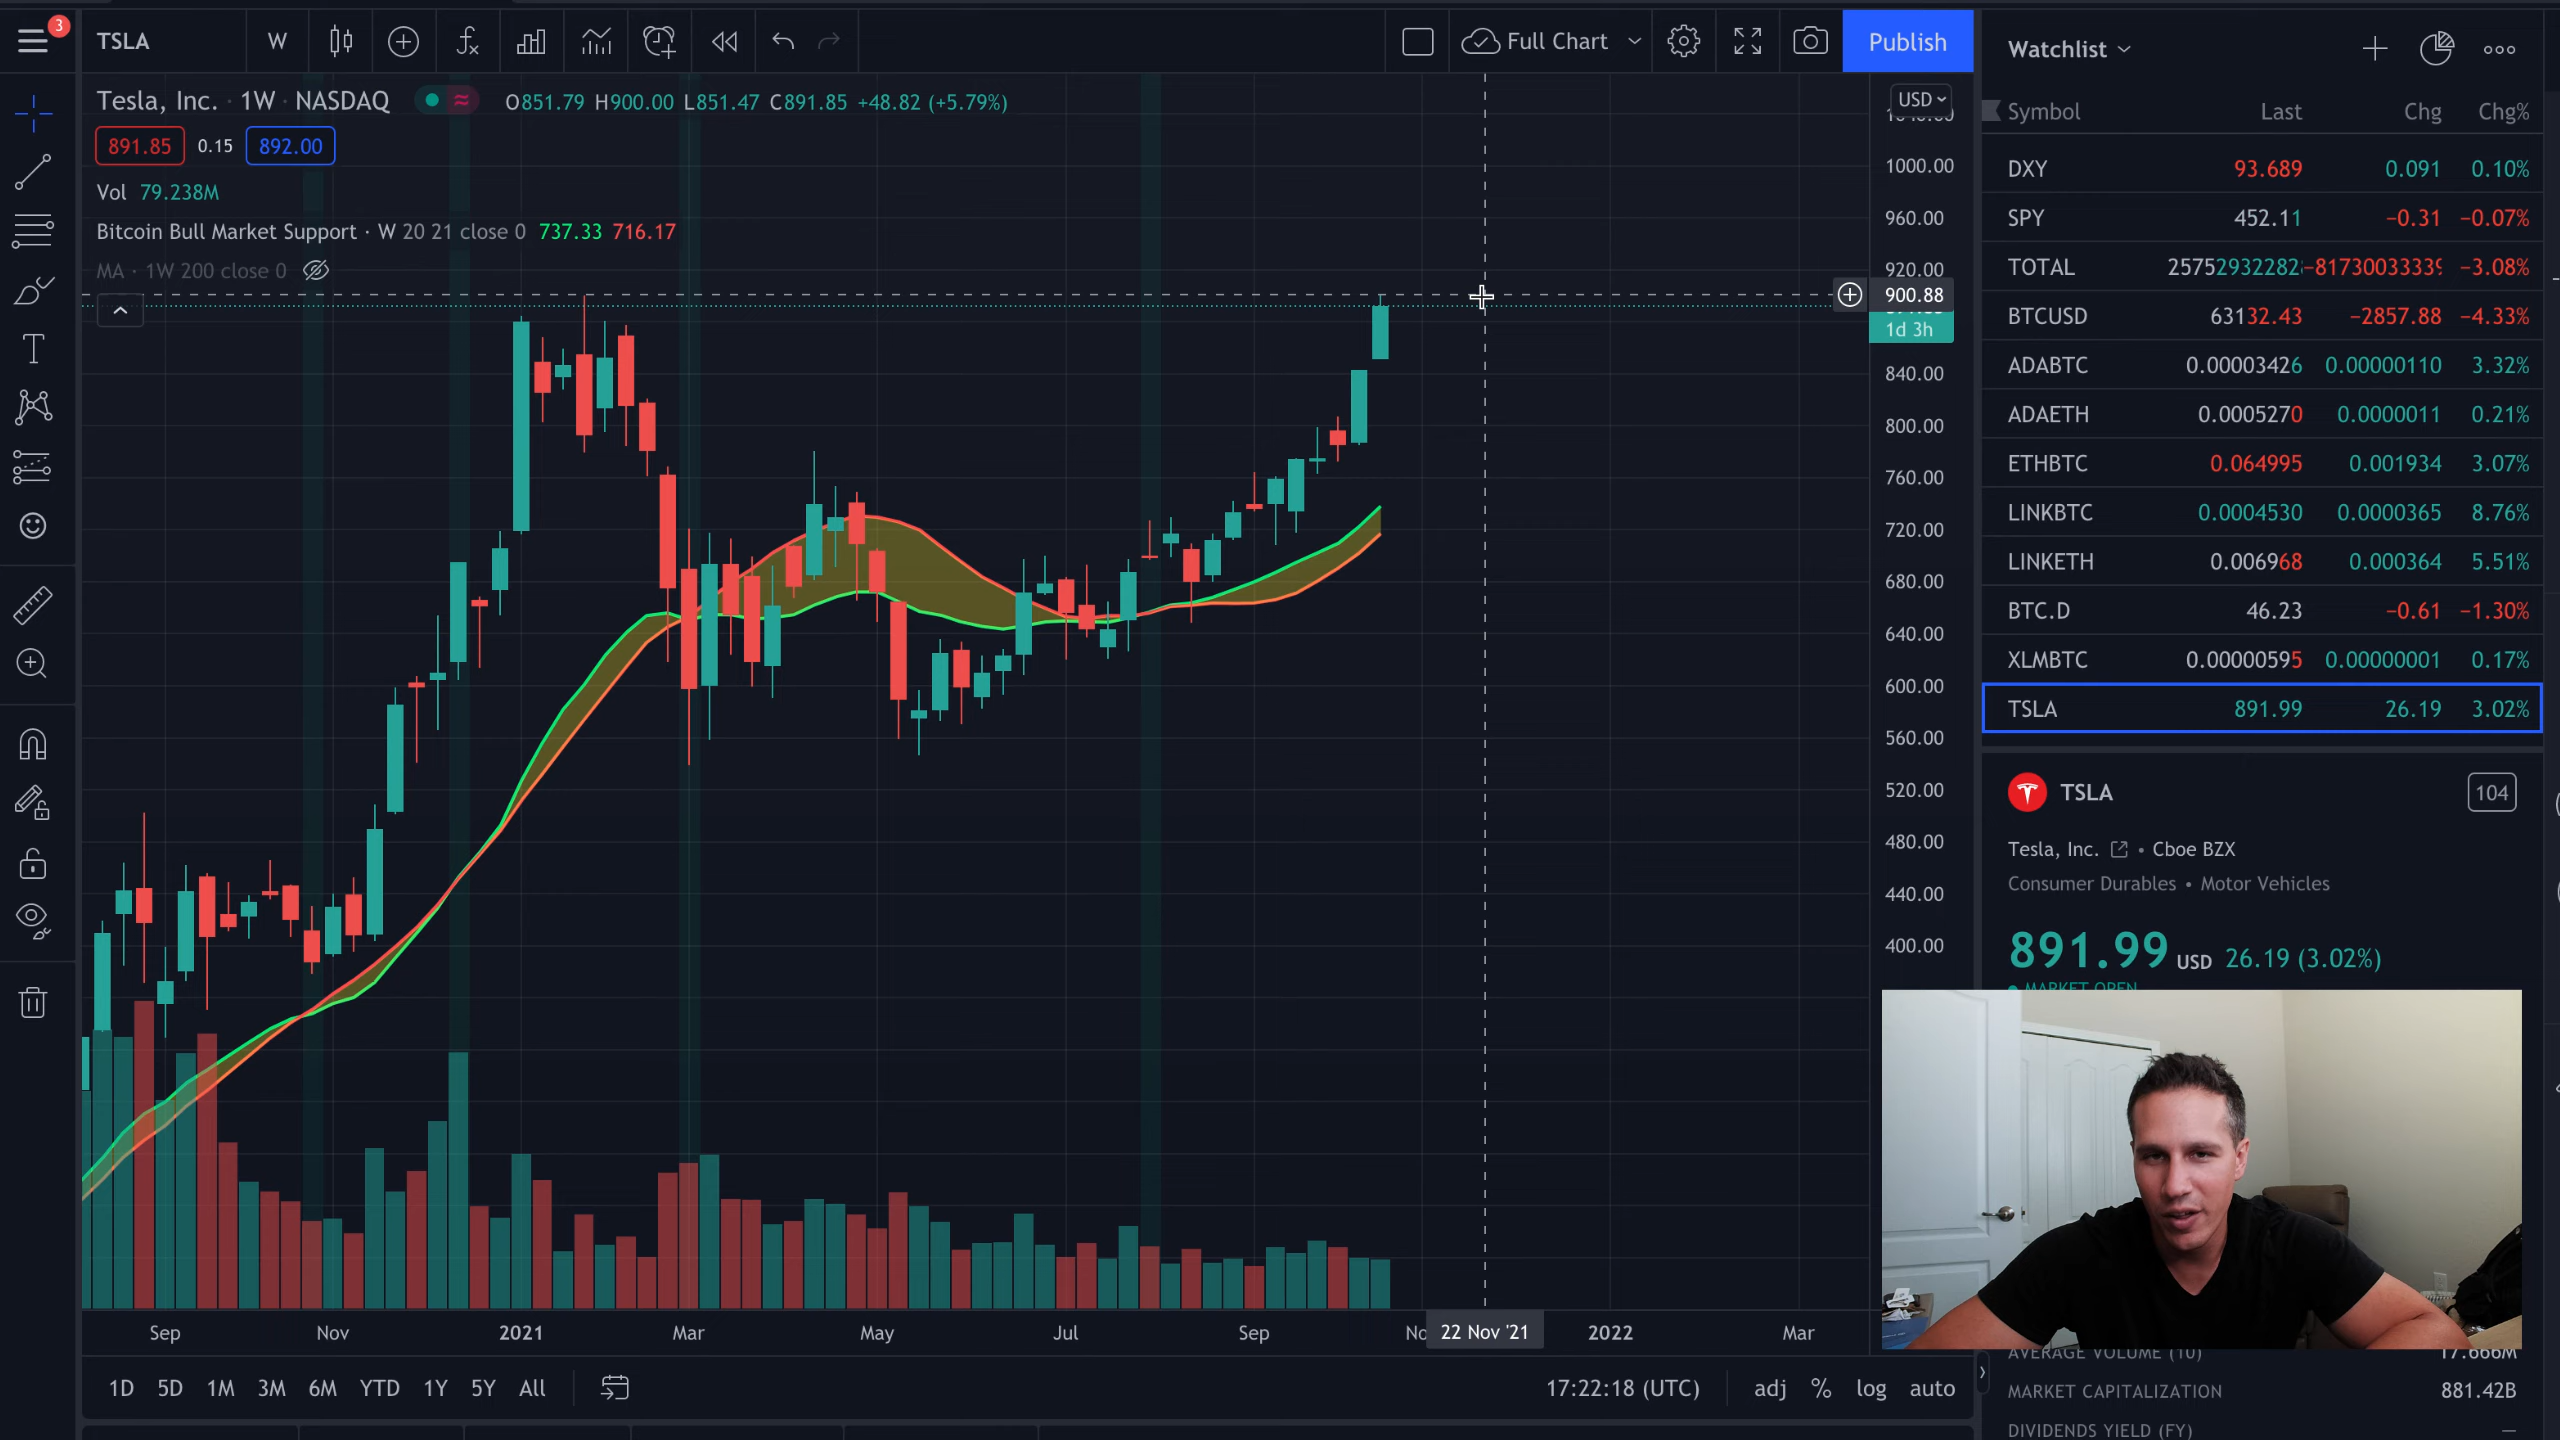 3
TSLA W Full Chart Publish
Tesla, Inc. · 1W · NASDAQ O851.79 H900.00 L851.47 C891.85 +48.82 (+5.79%)
891.85 0.15 892.00
Vol 79.238M
Bitcoin Bull Market Support · W 20 21 close 0 737.33 716.17
MA · 1W 200 close 0
USD
1000.00
960.00
920.00
900.88
1d 3h
840.00
800.00
760.00
720.00
680.00
640.00
600.00
560.00
520.00
480.00
440.00
400.00
Sep Nov 2021 Mar May Jul Sep 22 Nov '21 2022 Mar
1D 5D 1M 3M 6M YTD 1Y 5Y All 17:22:18 (UTC) adj % log auto
Watchlist
Symbol Last Chg Chg%
DXY 93.689 0.091 0.10%
SPY 452.11 −0.31 −0.07%
TOTAL 25752932282 −81730033339 −3.08%
BTCUSD 63132.43 −2857.88 −4.33%
ADABTC 0.00003426 0.00000110 3.32%
ADAETH 0.0005270 0.0000011 0.21%
ETHBTC 0.064995 0.001934 3.07%
LINKBTC 0.0004530 0.0000365 8.76%
LINKETH 0.006968 0.000364 5.51%
BTC.D 46.23 −0.61 −1.30%
XLMBTC 0.00000595 0.00000001 0.17%
TSLA 891.99 26.19 3.02%
TSLA 104
Tesla, Inc. • Cboe BZX
Consumer Durables • Motor Vehicles
891.99 USD 26.19 (3.02%)
MARKET OPEN
AVERAGE VOLUME (10) 17.666M
MARKET CAPITALIZATION 881.42B
DIVIDENDS YIELD (FY) —